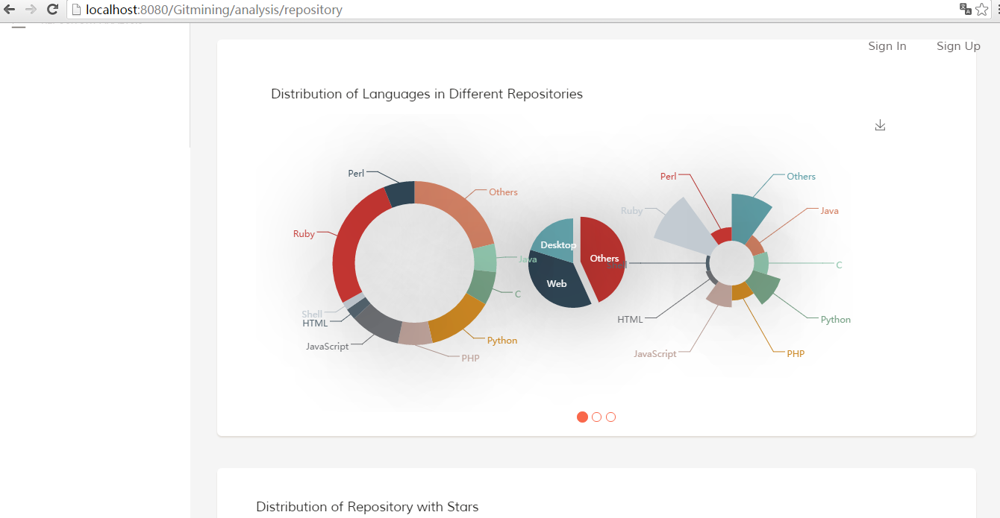 localhost:8080/Gitmining/analysis/repository
Sign In Sign Up
Distribution of Languages in Different Repositories
Perl
Others
Ruby
Java
Shell
HTML
C
JavaScript
Python
PHP
Desktop
Others
Web
Perl
Others
Ruby
Java
Shell
C
HTML
Python
JavaScript
PHP
Distribution of Repository with Stars